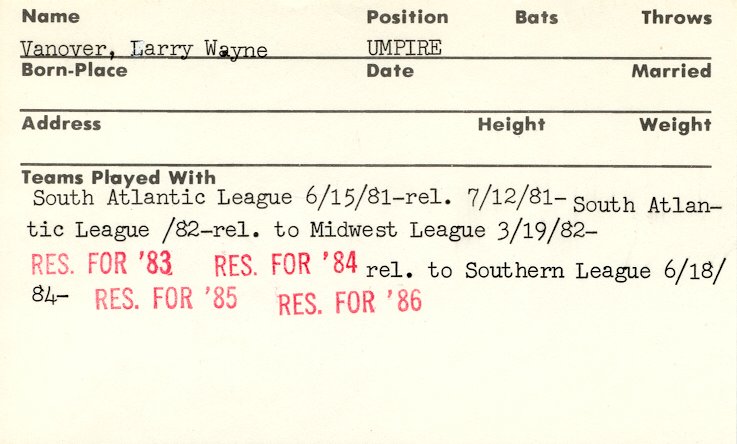 Name Position Bats Throws
Vanover, Larry Wayne UMPIRE
Born-Place Date Married
Address Height Weight
Teams Played With
South Atlantic League 6/15/81-rel. 7/12/81- South Atlan-
tic League /82-rel. to Midwest League 3/19/82-
RES. FOR '83 RES. FOR '84 rel. to Southern League 6/18/
84- RES. FOR '85 RES. FOR '86